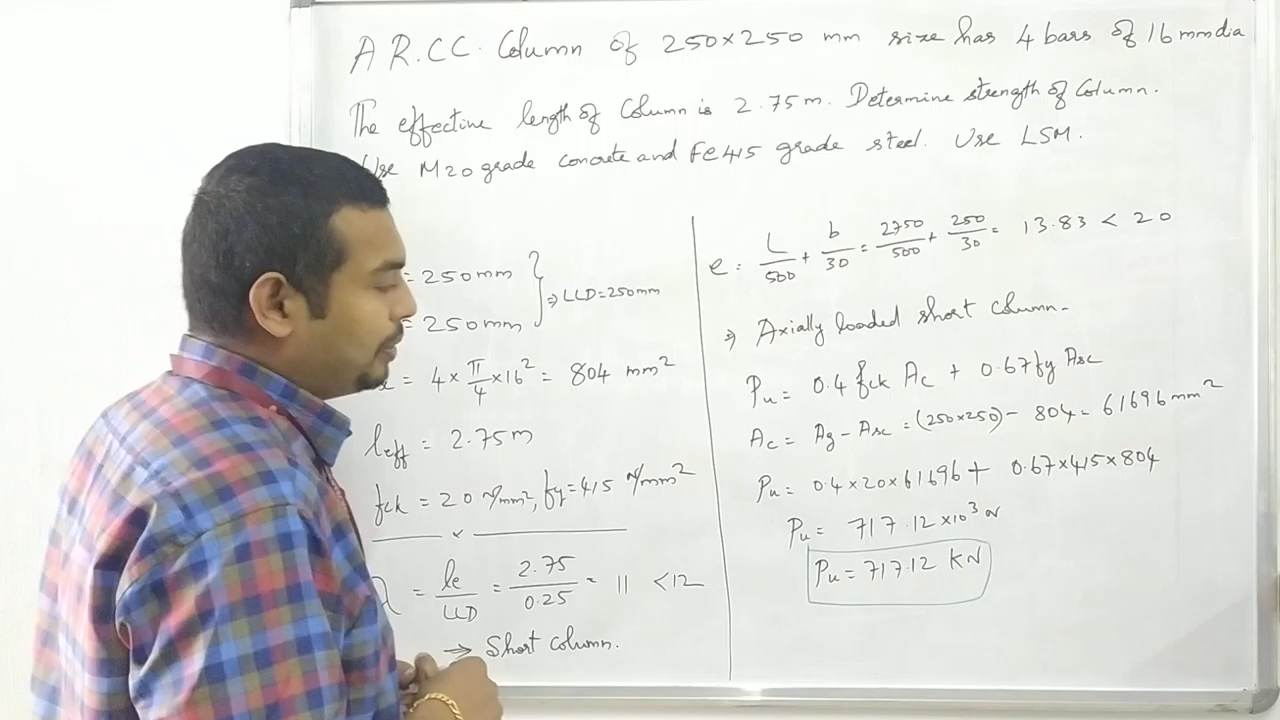 A R.C.C. Column of 250×250 mm size has 4 bars of 16 mm dia
The effective length of Column is 2.75 m. Determine strength of Column.
Use M20 grade concrete and Fe415 grade steel. Use LSM.
= 250 mm
= 250 mm
} ⇒ LLD = 250mm
= 4 × π/4 × 16² = 804 mm²
leff = 2.75 m
fck = 20 N/mm², fy = 415 N/mm²
λ = le/LLD = 2.75/0.25 = 11 < 12
→ Short column.
e = L/500 + b/30 = 2750/500 + 250/30 = 13.83 < 20
⇒ Axially loaded short column.
Pu = 0.4 fck Ac + 0.67 fy Asc
Ac = Ag - Asc = (250×250) - 804 = 61696 mm²
Pu = 0.4×20×61696 + 0.67×415×804
Pu = 717.12 ×10³ N
Pu = 717.12 KN